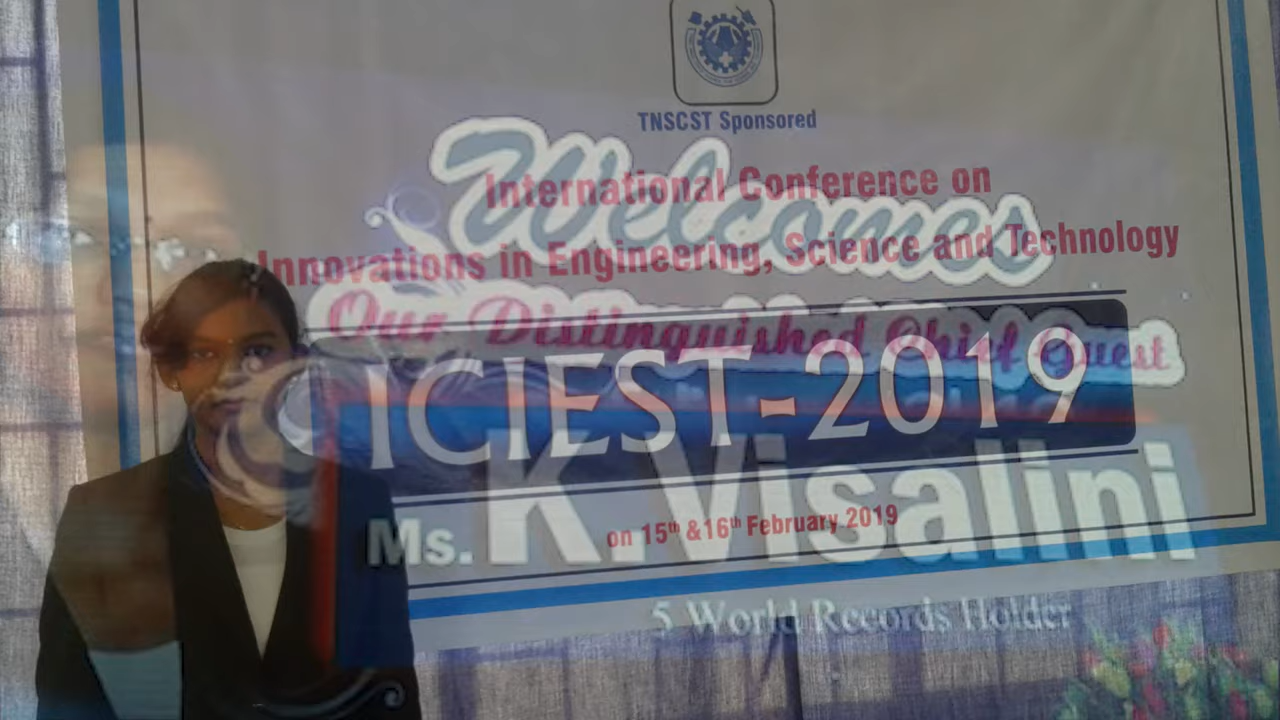 TNSCST Sponsored
Welcomes
International Conference on
Innovations in Engineering, Science and Technology
Our Distinguished Chief Guest
ICIEST-2019
Ms. K.Visalini
on 15th &16th February 2019
5 World Records Holder